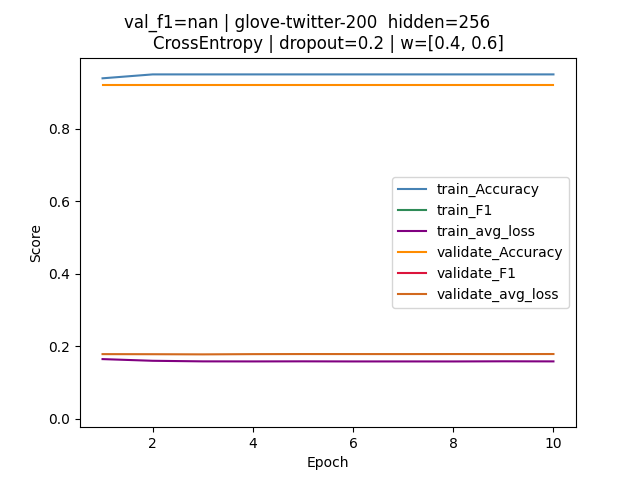 val_f1=nan | glove-twitter-200 hidden=256
CrossEntropy | dropout=0.2 | w=[0.4, 0.6]
0.8
0.6
0.4
0.2
0.0
Score
train_Accuracy
train_F1
train_avg_loss
validate_Accuracy
validate_F1
validate_avg_loss
2 4 6 8 10
Epoch